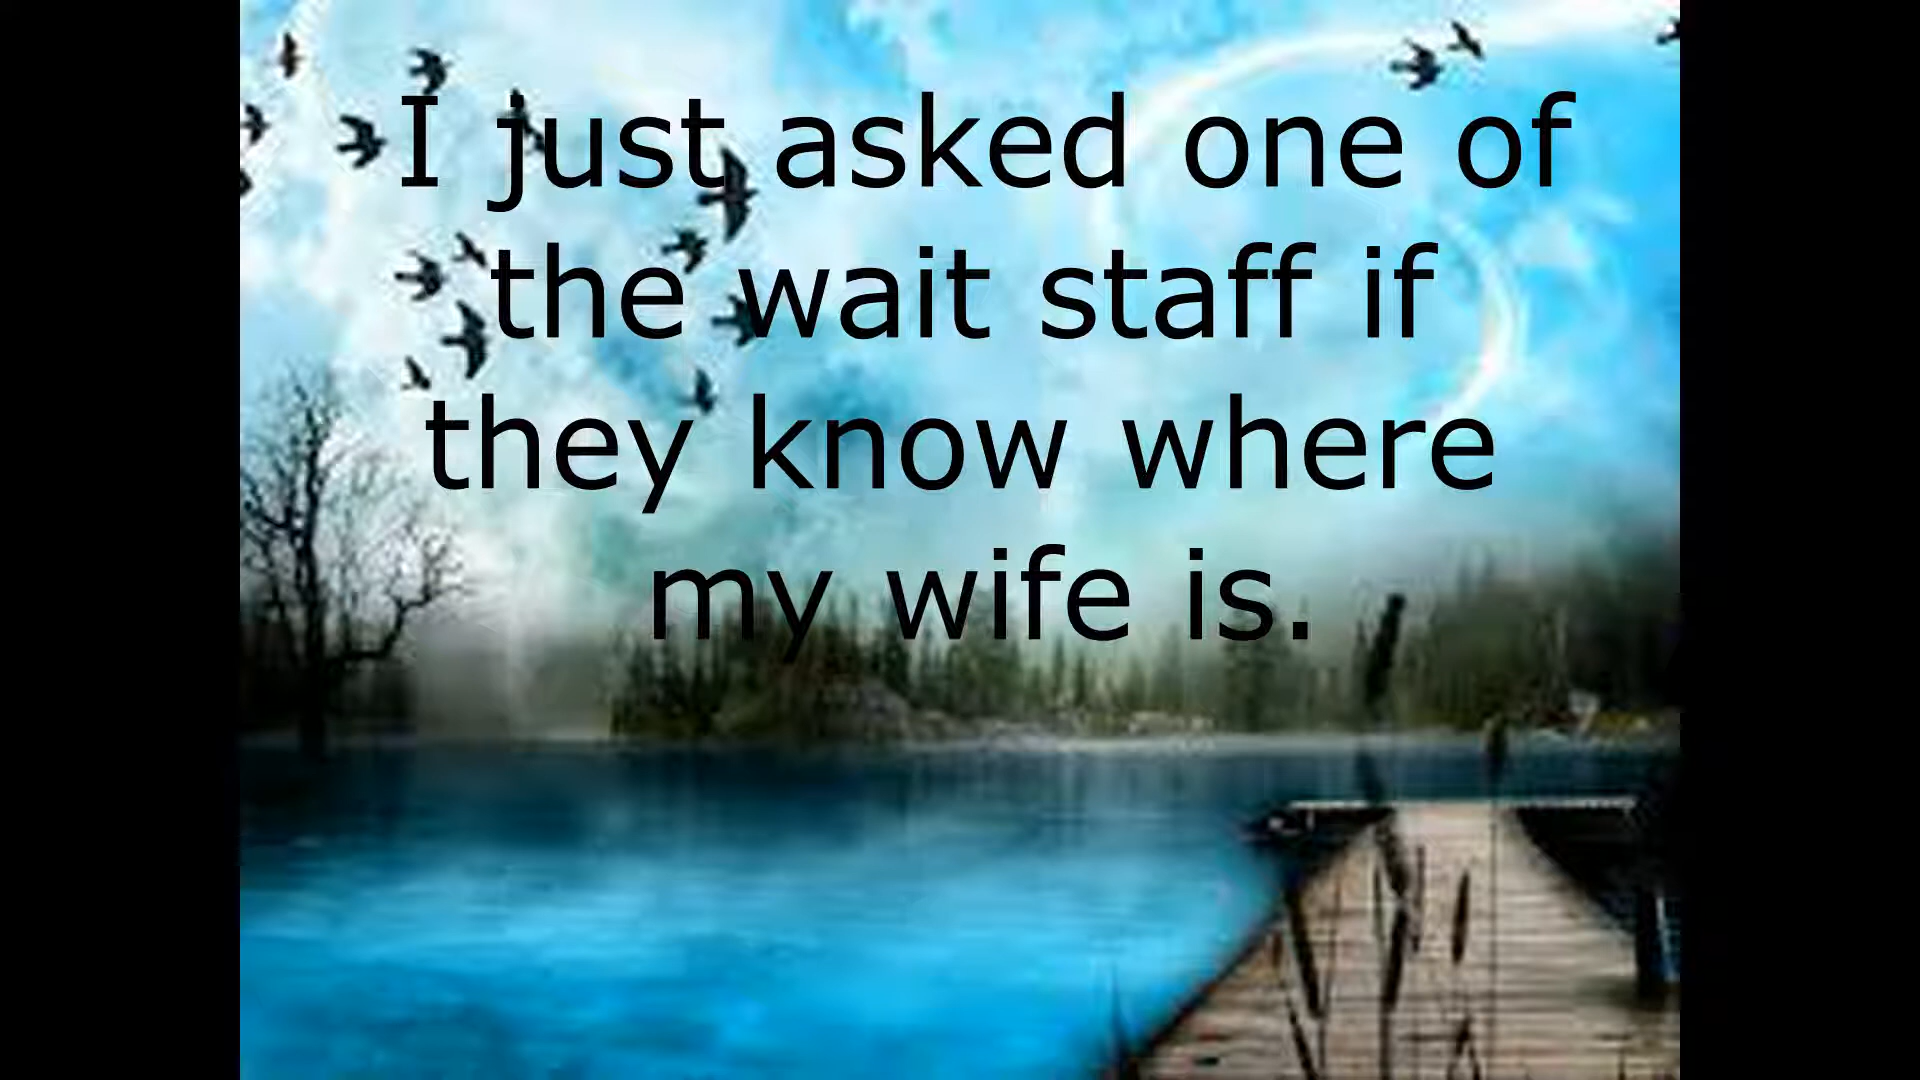 I just asked one of
the wait staff if
they know where
my wife is.